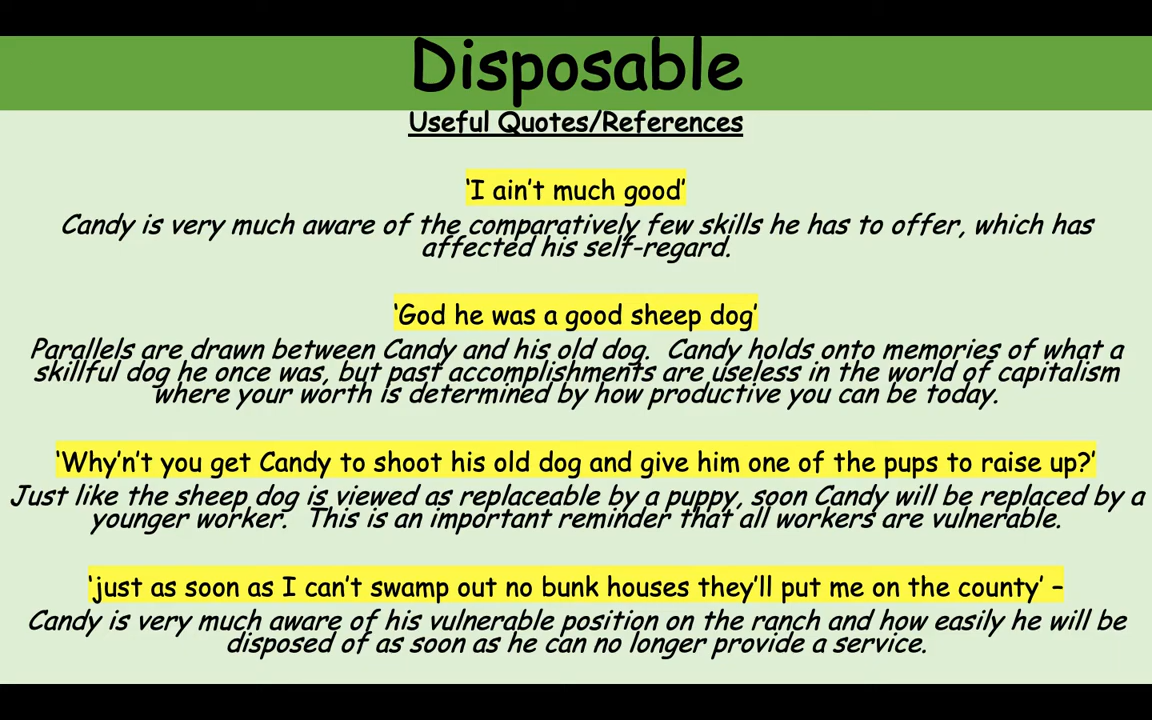 Disposable
Useful Quotes/References
‘I ain’t much good’
Candy is very much aware of the comparatively few skills he has to offer, which has
affected his self-regard.
‘God he was a good sheep dog’
Parallels are drawn between Candy and his old dog.  Candy holds onto memories of what a
skillful dog he once was, but past accomplishments are useless in the world of capitalism
where your worth is determined by how productive you can be today.
‘Why’n’t you get Candy to shoot his old dog and give him one of the pups to raise up?’
Just like the sheep dog is viewed as replaceable by a puppy, soon Candy will be replaced by a
younger worker.  This is an important reminder that all workers are vulnerable.
‘just as soon as I can’t swamp out no bunk houses they’ll put me on the county’ –
Candy is very much aware of his vulnerable position on the ranch and how easily he will be
disposed of as soon as he can no longer provide a service.